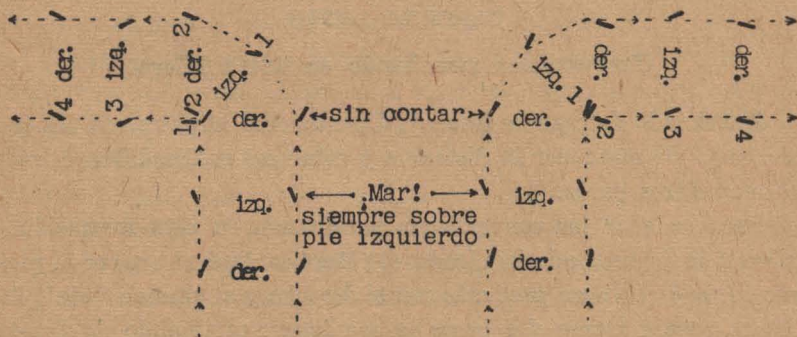 4 der. 3 izq. 2 der. 2 izq. 1
izq. 1 der. izq. der.
1 1/2 der. ←sin contar→ der. 2 3 4
izq. ← .Mar! → izq.
siempre sobre
pie izquierdo
der. der.